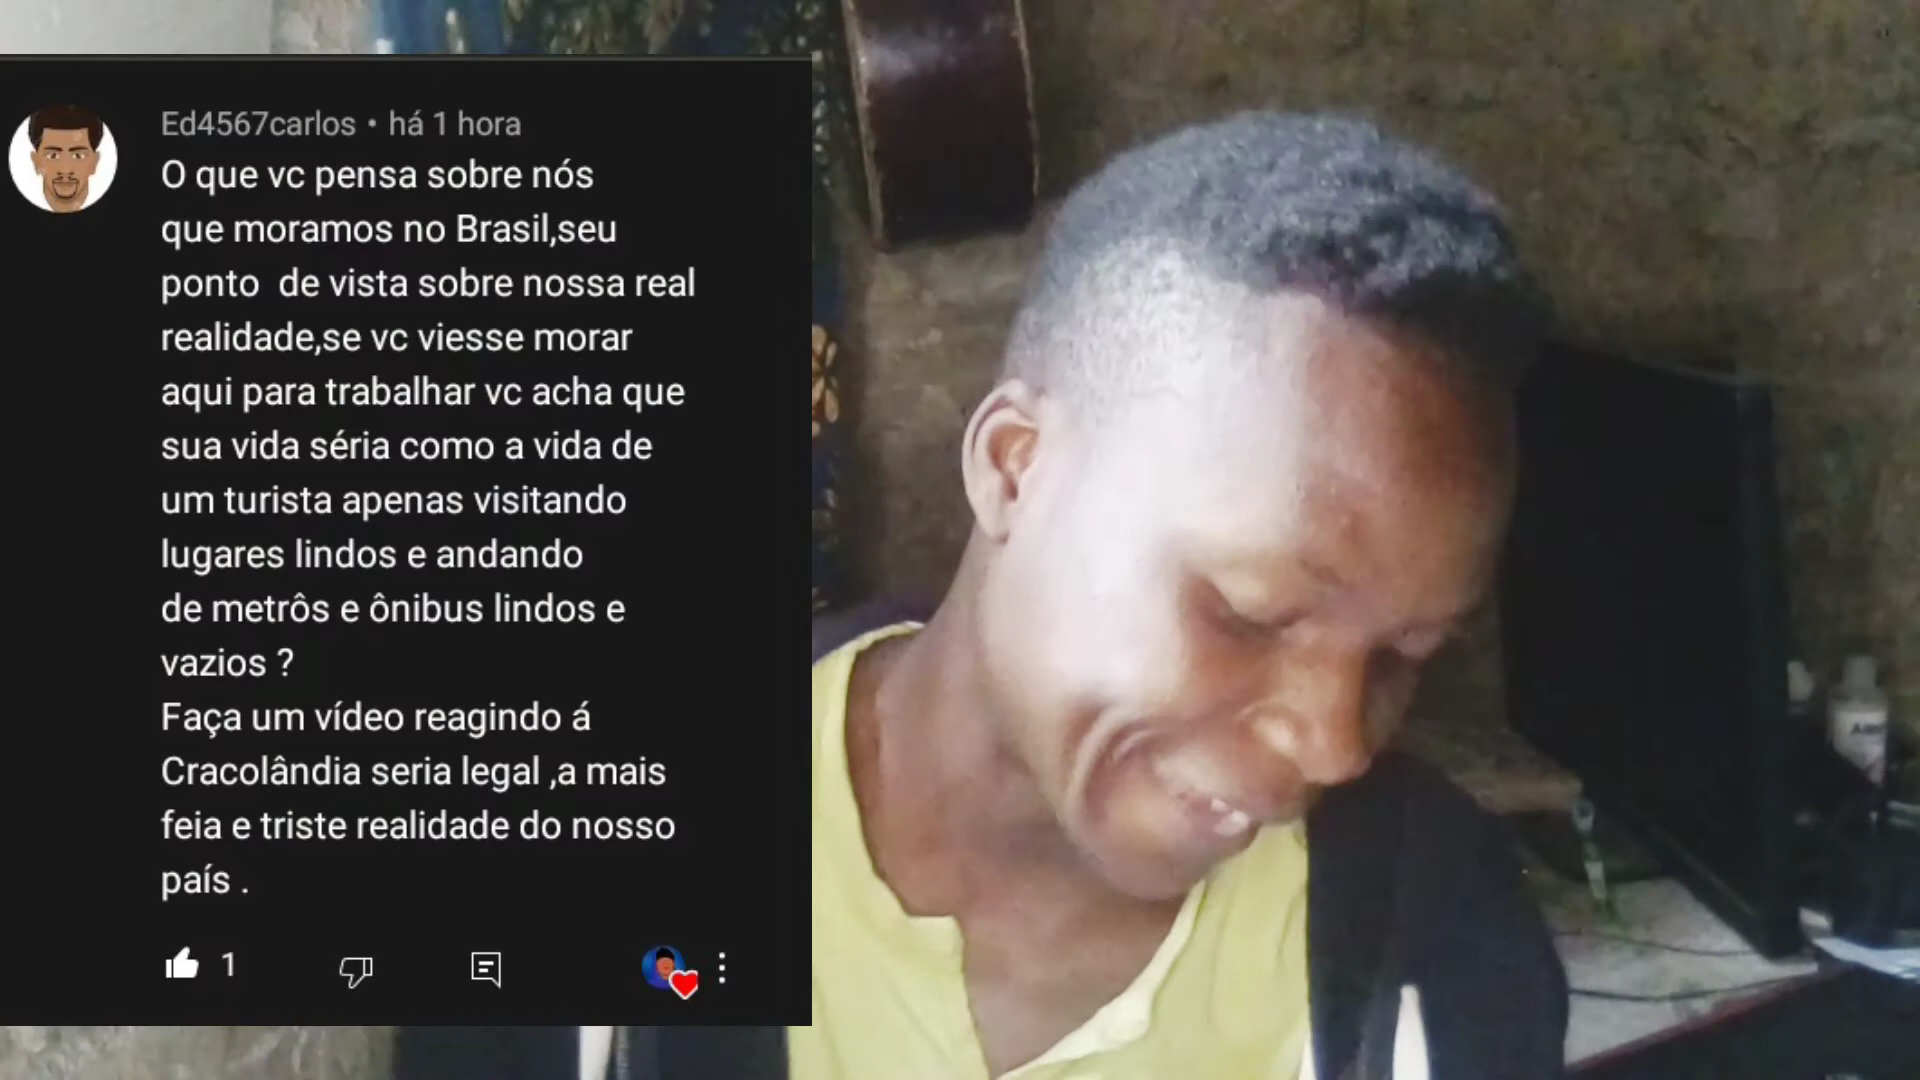 Ed4567carlos • há 1 hora
O que vc pensa sobre nós
que moramos no Brasil,seu
ponto  de vista sobre nossa real
realidade,se vc viesse morar
aqui para trabalhar vc acha que
sua vida séria como a vida de
um turista apenas visitando
lugares lindos e andando
de metrôs e ônibus lindos e
vazios ?
Faça um vídeo reagindo á
Cracolândia seria legal ,a mais
feia e triste realidade do nosso
país .
1